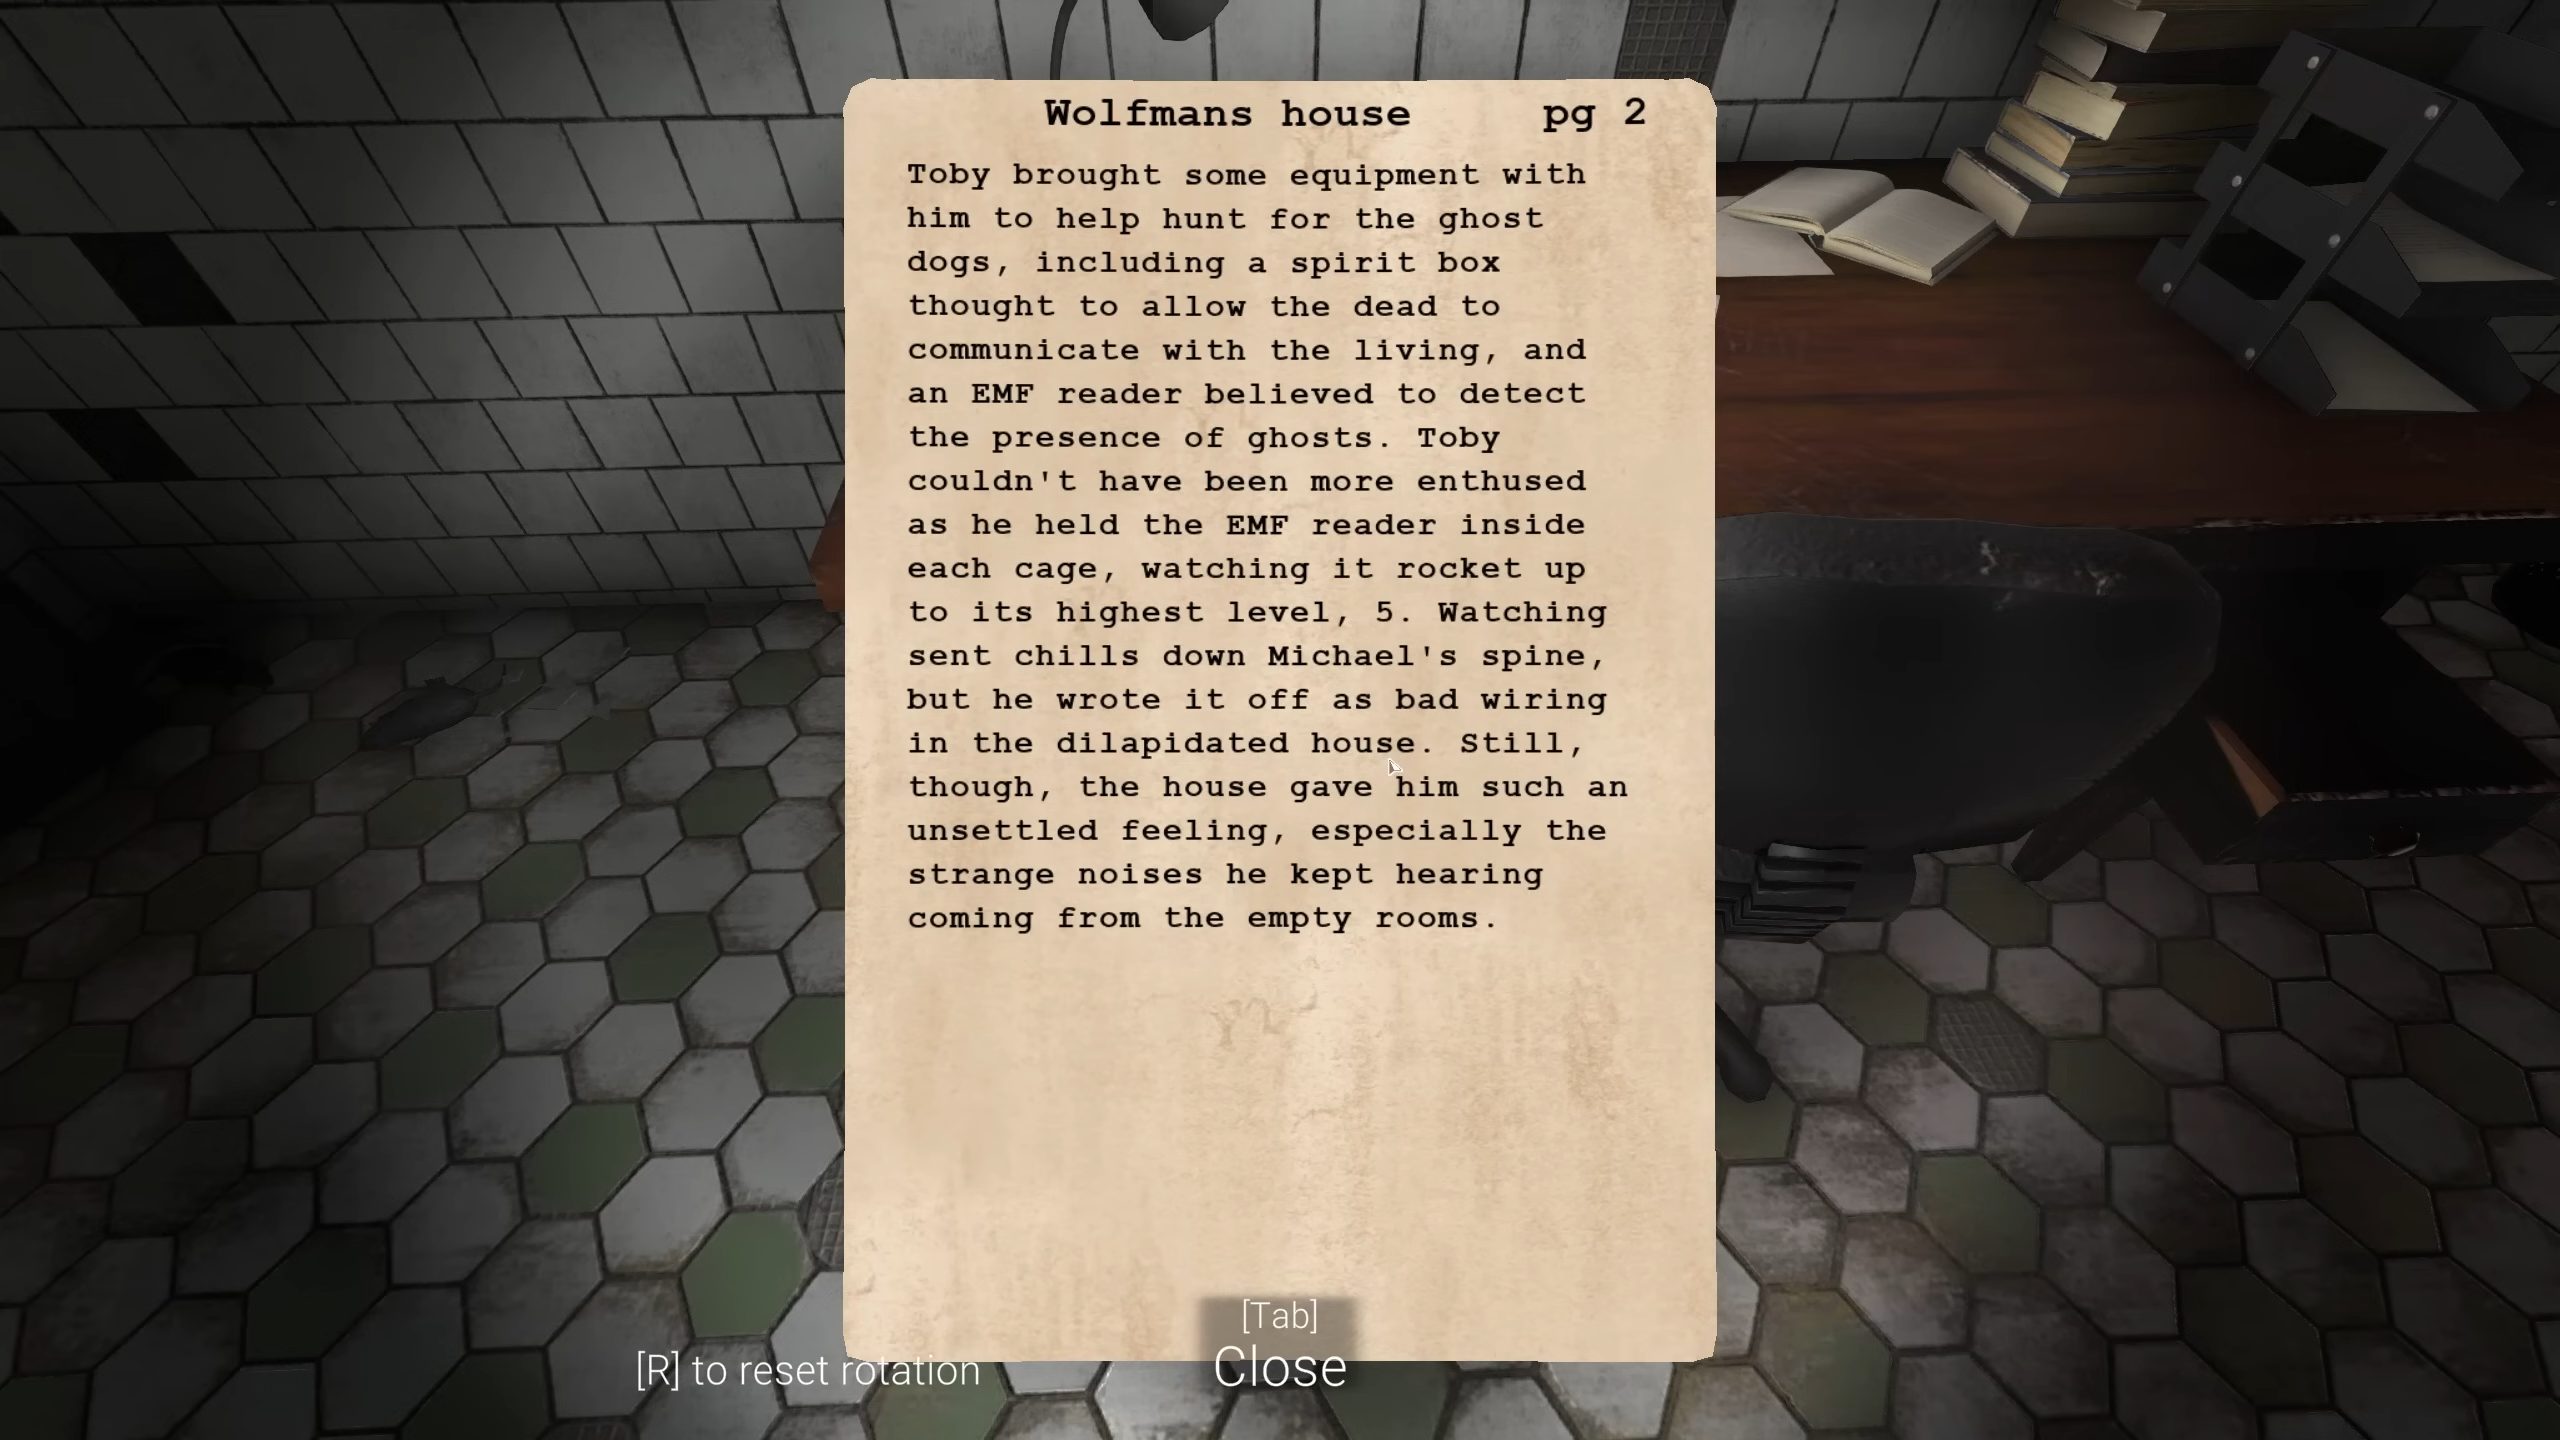 Wolfmans house pg 2
Toby brought some equipment with
him to help hunt for the ghost
dogs, including a spirit box
thought to allow the dead to
communicate with the living, and
an EMF reader believed to detect
the presence of ghosts. Toby
couldn't have been more enthused
as he held the EMF reader inside
each cage, watching it rocket up
to its highest level, 5. Watching
sent chills down Michael's spine,
but he wrote it off as bad wiring
in the dilapidated house. Still,
though, the house gave him such an
unsettled feeling, especially the
strange noises he kept hearing
coming from the empty rooms.
[Tab]
Close
[R] to reset rotation